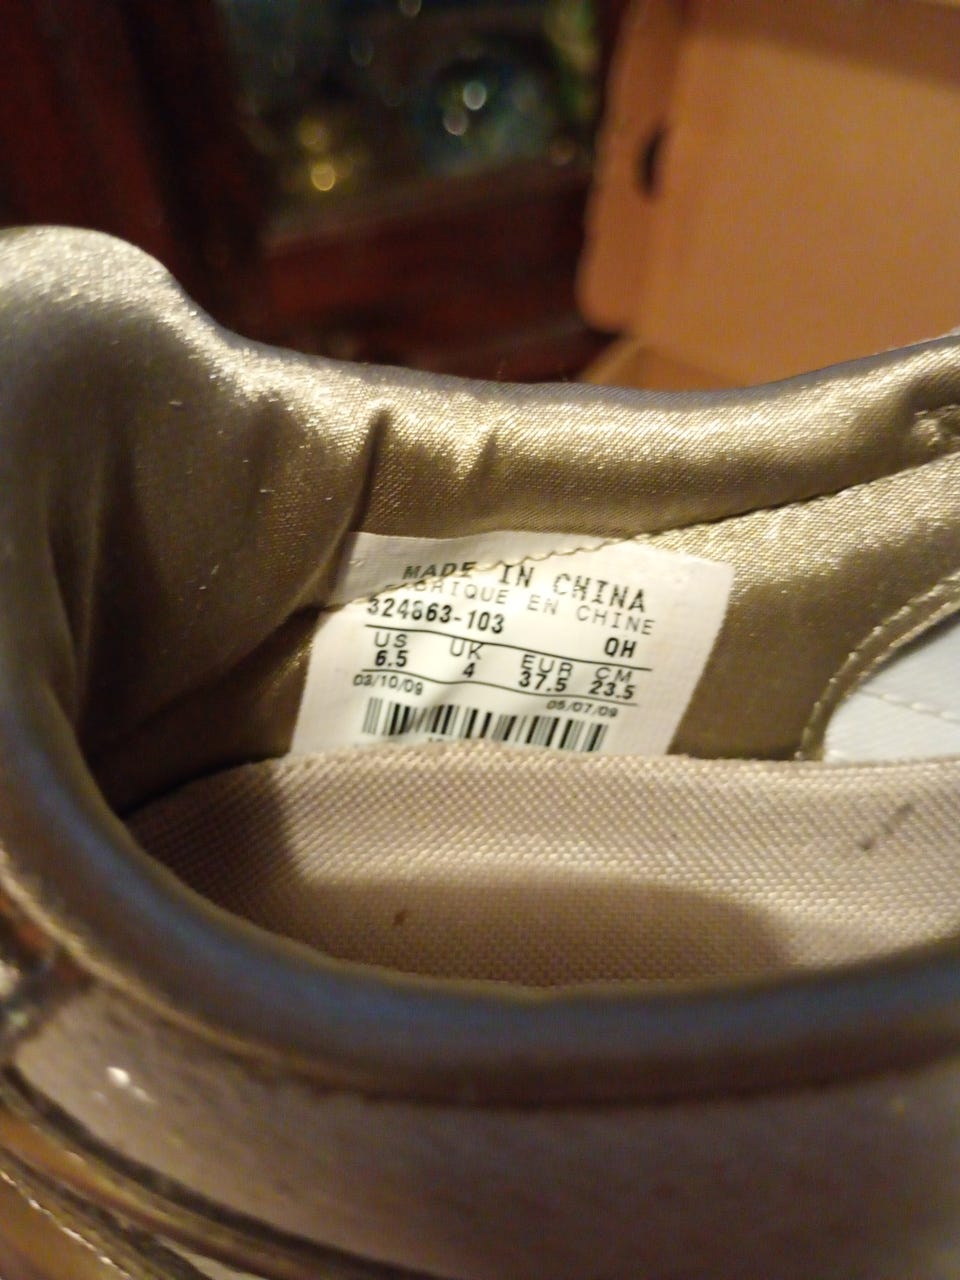 MADE IN CHINA
FABRIQUE EN CHINE
324863-103 QH
US UK EUR CM
6.5 4 37.5 23.5
03/10/09 05/07/09